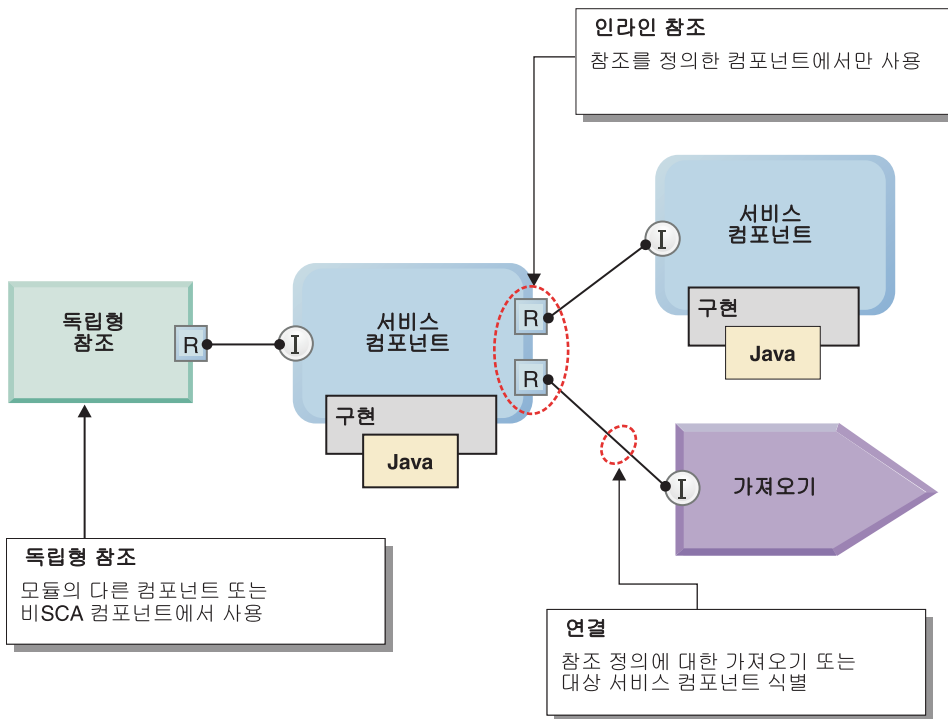 인라인 참조
참조를 정의한 컴포넌트에서만 사용
서비스
컴포넌트
I
구현
Java
독립형
참조
R
I
서비스
컴포넌트
R
R
구현
Java
I
가져오기
독립형 참조
모듈의 다른 컴포넌트 또는
비SCA 컴포넌트에서 사용
연결
참조 정의에 대한 가져오기 또는
대상 서비스 컴포넌트 식별